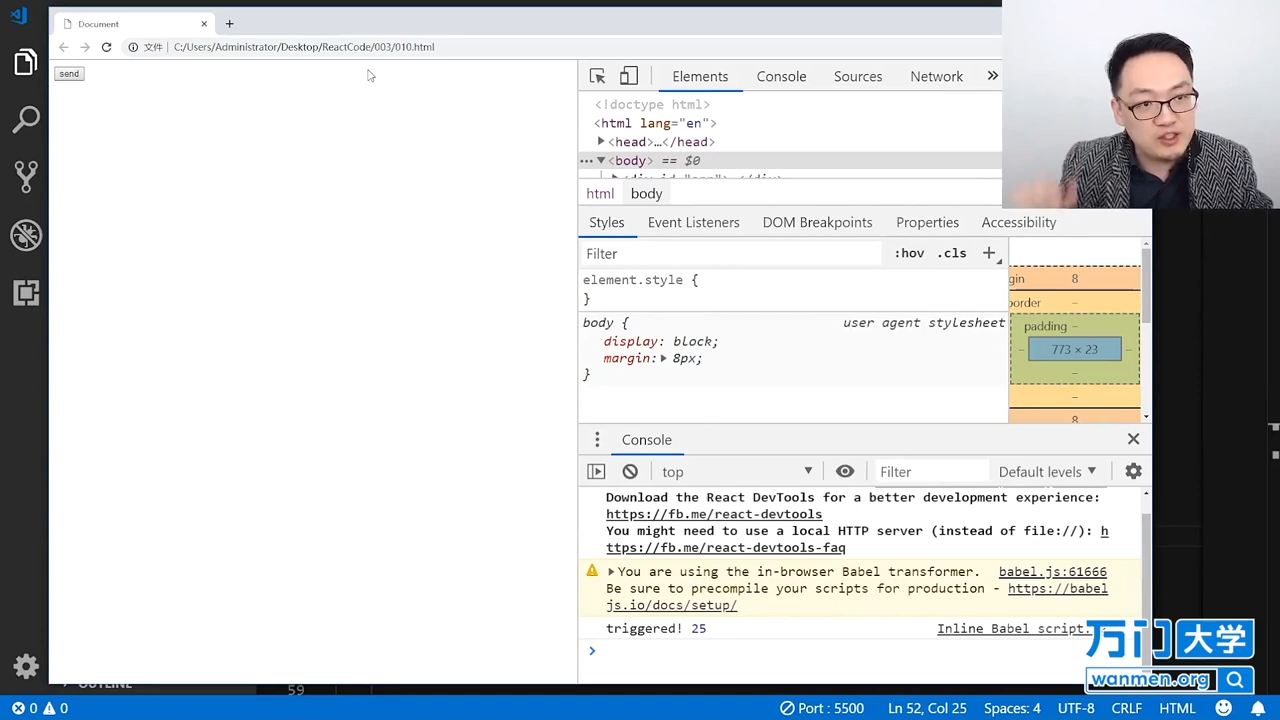 Document
文件 C:/Users/Administrator/Desktop/ReactCode/003/010.html
send
Elements Console Sources Network »
<!doctype html>
<html lang="en">
<head>…</head>
<body> == $0
html body
Styles Event Listeners DOM Breakpoints Properties Accessibility
Filter :hov .cls
element.style {
}
body { user agent stylesheet
display: block;
margin: 8px;
}
gin 8
order –
padding –
– 773 × 23 –
–
–
8
Console
top Filter Default levels
Download the React DevTools for a better development experience:
https://fb.me/react-devtools
You might need to use a local HTTP server (instead of file://): h
ttps://fb.me/react-devtools-faq
You are using the in-browser Babel transformer. babel.js:61666
Be sure to precompile your scripts for production - https://babel
js.io/docs/setup/
triggered! 25 Inline Babel script.
万门大学
wanmen.org
OUTLINE 59
0 0 Port : 5500 Ln 52, Col 25 Spaces: 4 UTF-8 CRLF HTML